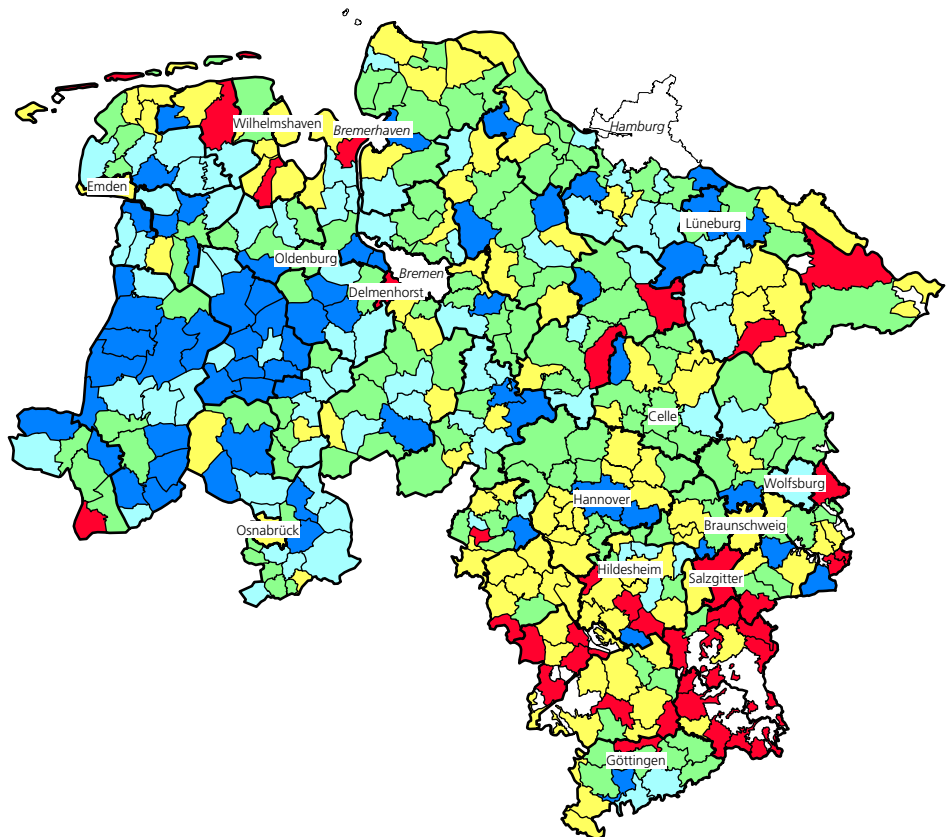 Wilhelmshaven
Bremerhaven
Hamburg
Emden
Lüneburg
Oldenburg
Bremen
Delmenhorst
Celle
Wolfsburg
Hannover
Braunschweig
Osnabrück
Hildesheim
Salzgitter
Göttingen